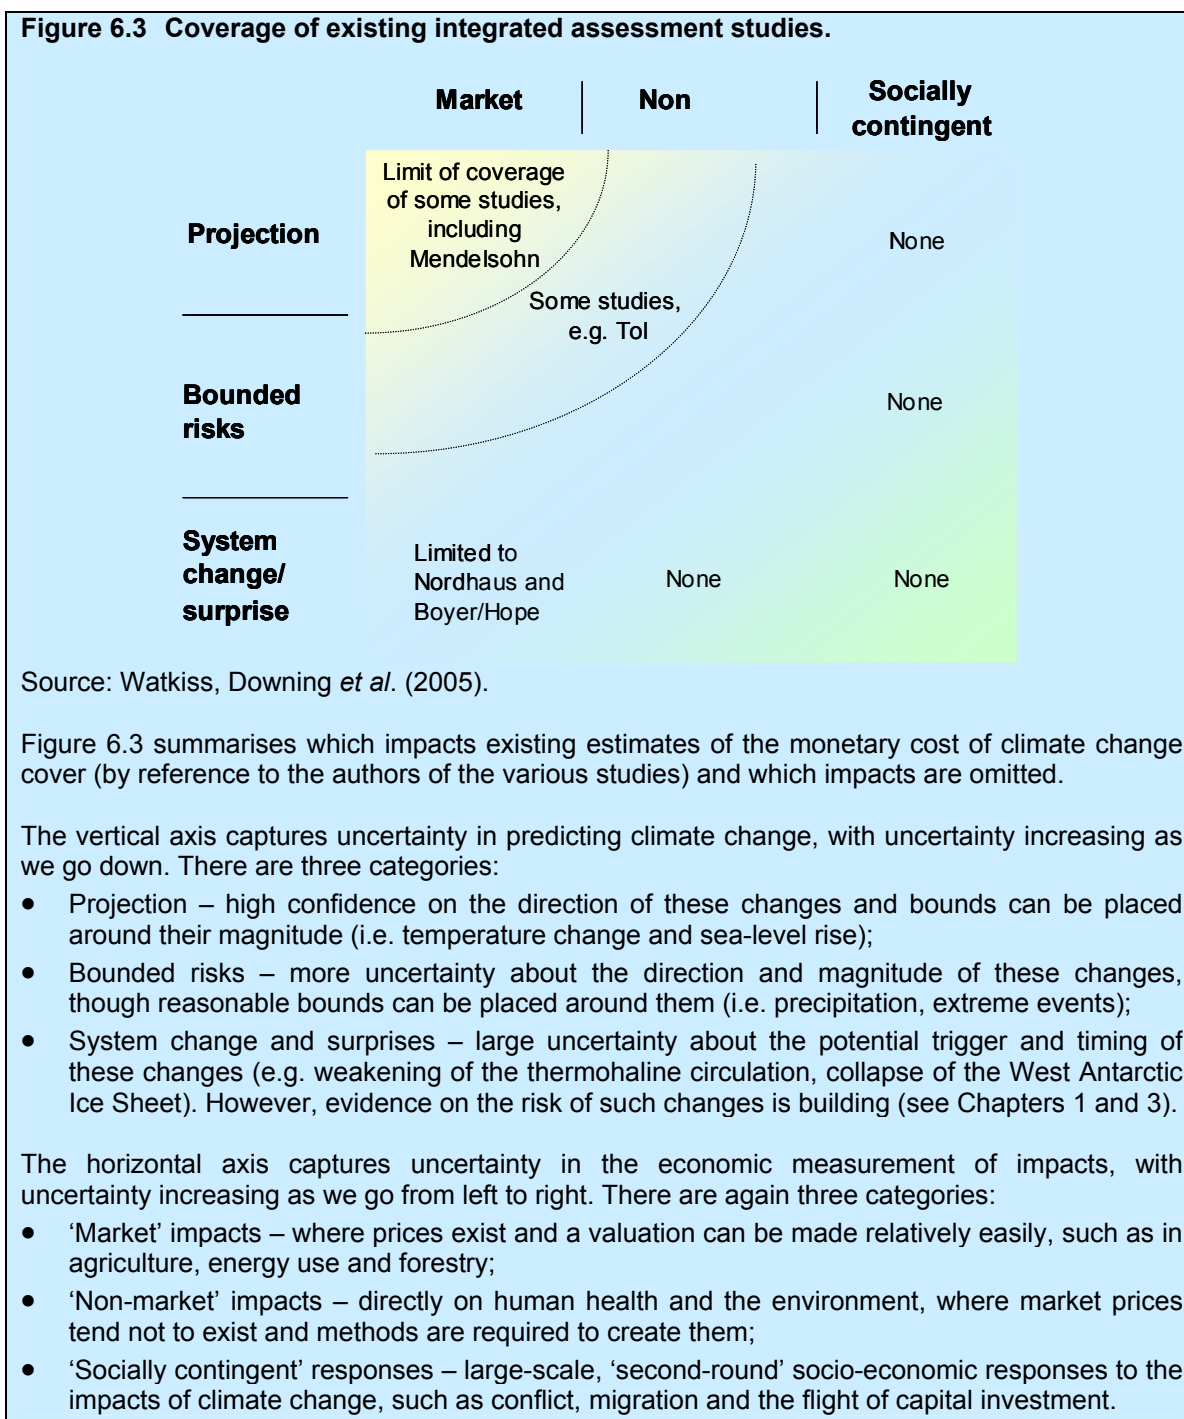 Figure 6.3 Coverage of existing integrated assessment studies.
Market
Non
Socially
contingent
Projection
Limit of coverage
of some studies,
including
Mendelsohn
None
Some studies,
e.g. Tol
Bounded
risks
None
System
change/
surprise
Limited to
Nordhaus and
Boyer/Hope
None
None
Source: Watkiss, Downing et al. (2005).
Figure 6.3 summarises which impacts existing estimates of the monetary cost of climate change
cover (by reference to the authors of the various studies) and which impacts are omitted.
The vertical axis captures uncertainty in predicting climate change, with uncertainty increasing as
we go down. There are three categories:
• Projection – high confidence on the direction of these changes and bounds can be placed
around their magnitude (i.e. temperature change and sea-level rise);
• Bounded risks – more uncertainty about the direction and magnitude of these changes,
though reasonable bounds can be placed around them (i.e. precipitation, extreme events);
• System change and surprises – large uncertainty about the potential trigger and timing of
these changes (e.g. weakening of the thermohaline circulation, collapse of the West Antarctic
Ice Sheet). However, evidence on the risk of such changes is building (see Chapters 1 and 3).
The horizontal axis captures uncertainty in the economic measurement of impacts, with
uncertainty increasing as we go from left to right. There are again three categories:
• ‘Market’ impacts – where prices exist and a valuation can be made relatively easily, such as in
agriculture, energy use and forestry;
• ‘Non-market’ impacts – directly on human health and the environment, where market prices
tend not to exist and methods are required to create them;
• ‘Socially contingent’ responses – large-scale, ‘second-round’ socio-economic responses to the
impacts of climate change, such as conflict, migration and the flight of capital investment.